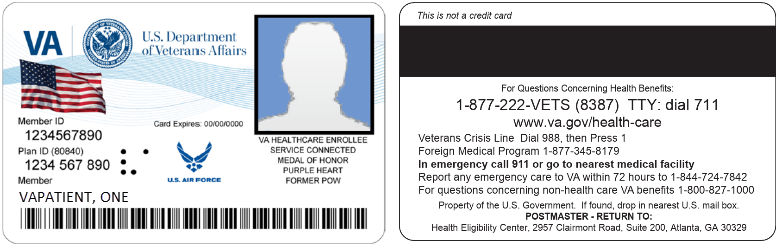 VA
U.S. Department
of Veterans Affairs
Member ID
1234567890
Card Expires: 00/00/0000
Plan ID (80840)
1234 567 890
Member
VAPATIENT, ONE
U.S. AIR FORCE
VA HEALTHCARE ENROLLEE
SERVICE CONNECTED
MEDAL OF HONOR
PURPLE HEART
FORMER POW
This is not a credit card
For Questions Concerning Health Benefits:
1-877-222-VETS (8387) TTY: dial 711
www.va.gov/health-care
Veterans Crisis Line Dial 988, then Press 1
Foreign Medical Program 1-877-345-8179
In emergency call 911 or go to nearest medical facility
Report any emergency care to VA within 72 hours to 1-844-724-7842
For questions concerning non-health care VA benefits 1-800-827-1000
Property of the U.S. Government. If found, drop in nearest U.S. mail box.
POSTMASTER - RETURN TO:
Health Eligibility Center, 2957 Clairmont Road, Suite 200, Atlanta, GA 30329